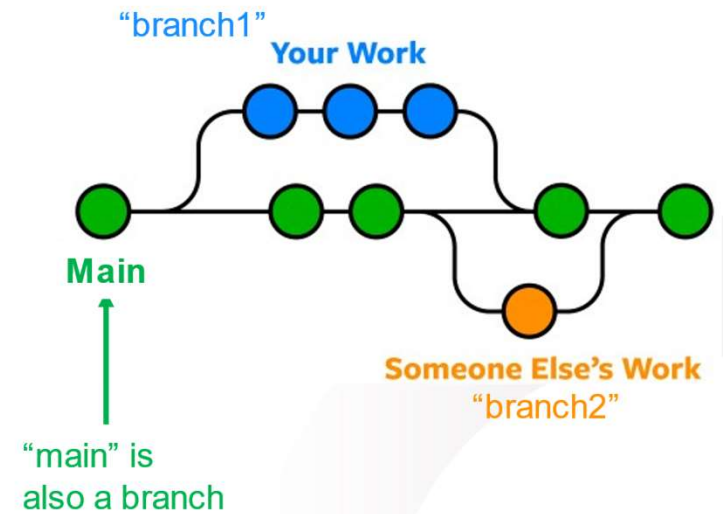 “branch1”
Your Work
Main
Someone Else’s Work
“branch2”
“main” is
also a branch